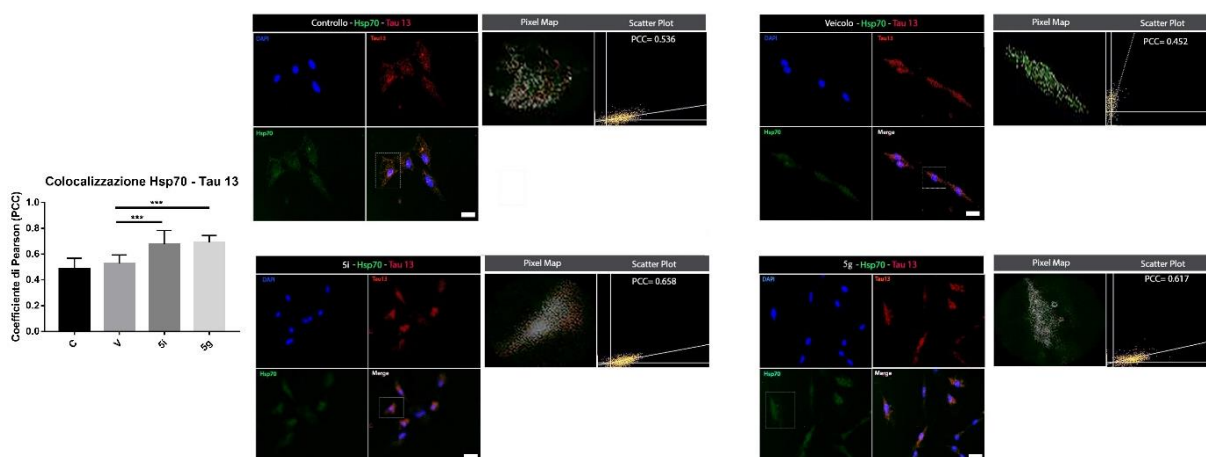 Colocalizzazione Hsp70 - Tau 13
Coefficiente di Pearson (PCC)
1.0
0.8
0.6
0.4
0.2
0.0
***
***
C
V
5i
5g
Controllo - Hsp70 - Tau 13
Pixel Map
Scatter Plot
DAPI
Tau13
PCC= 0.536
Hsp70
Merge
Veicolo - Hsp70 - Tau 13
Pixel Map
Scatter Plot
DAPI
Tau13
PCC= 0.452
Hsp70
Merge
5i - Hsp70 - Tau 13
Pixel Map
Scatter Plot
DAPI
Tau13
PCC= 0.658
Hsp70
Merge
5g - Hsp70 - Tau 13
Pixel Map
Scatter Plot
DAPI
Tau13
PCC= 0.617
Hsp70
Merge